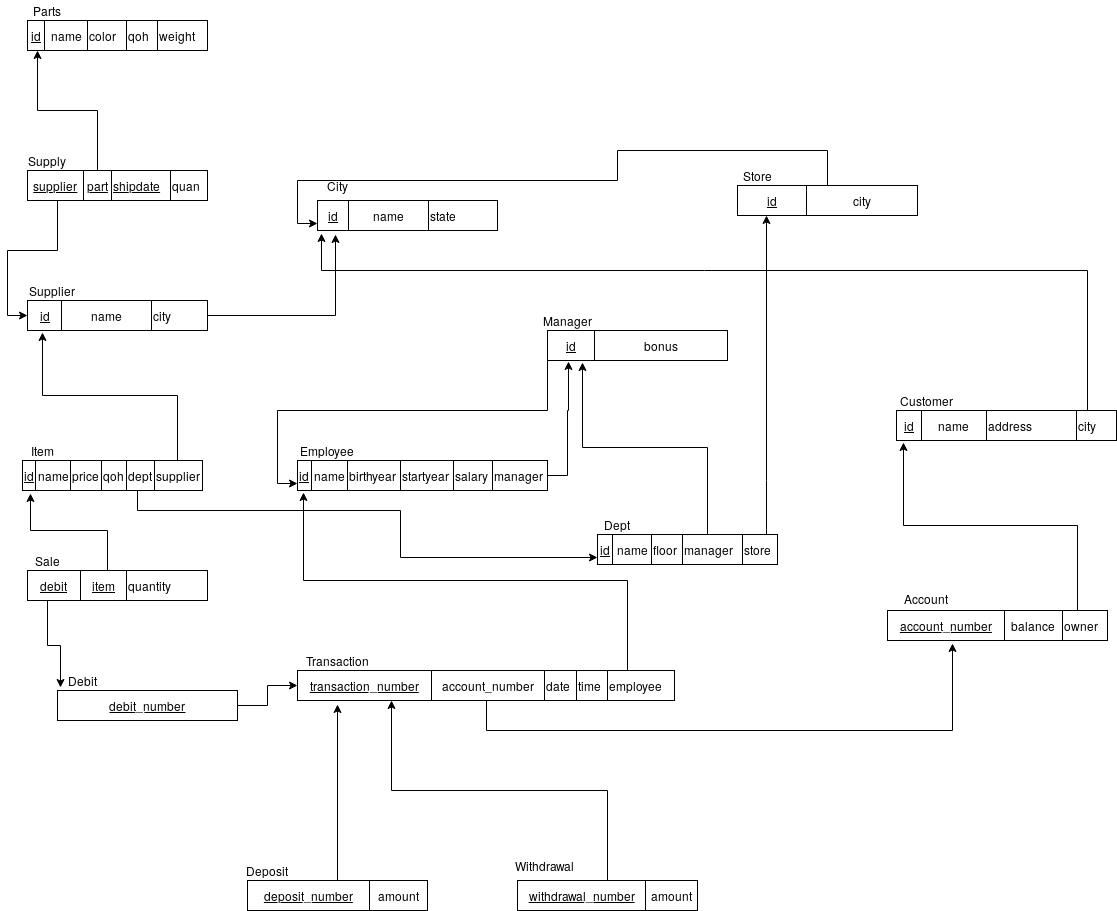 Parts
id name color qoh weight
Supply
supplier part shipdate quan
City
id name state
Store
id city
Supplier
id name city
Manager
id bonus
Customer
id name address city
Item
id name price qoh dept supplier
Employee
id name birthyear startyear salary manager
Dept
id name floor manager store
Sale
debit item quantity
Account
account_number balance owner
Debit
debit_number
Transaction
transaction_number account_number date time employee
Deposit
deposit_number amount
Withdrawal
withdrawal_number amount